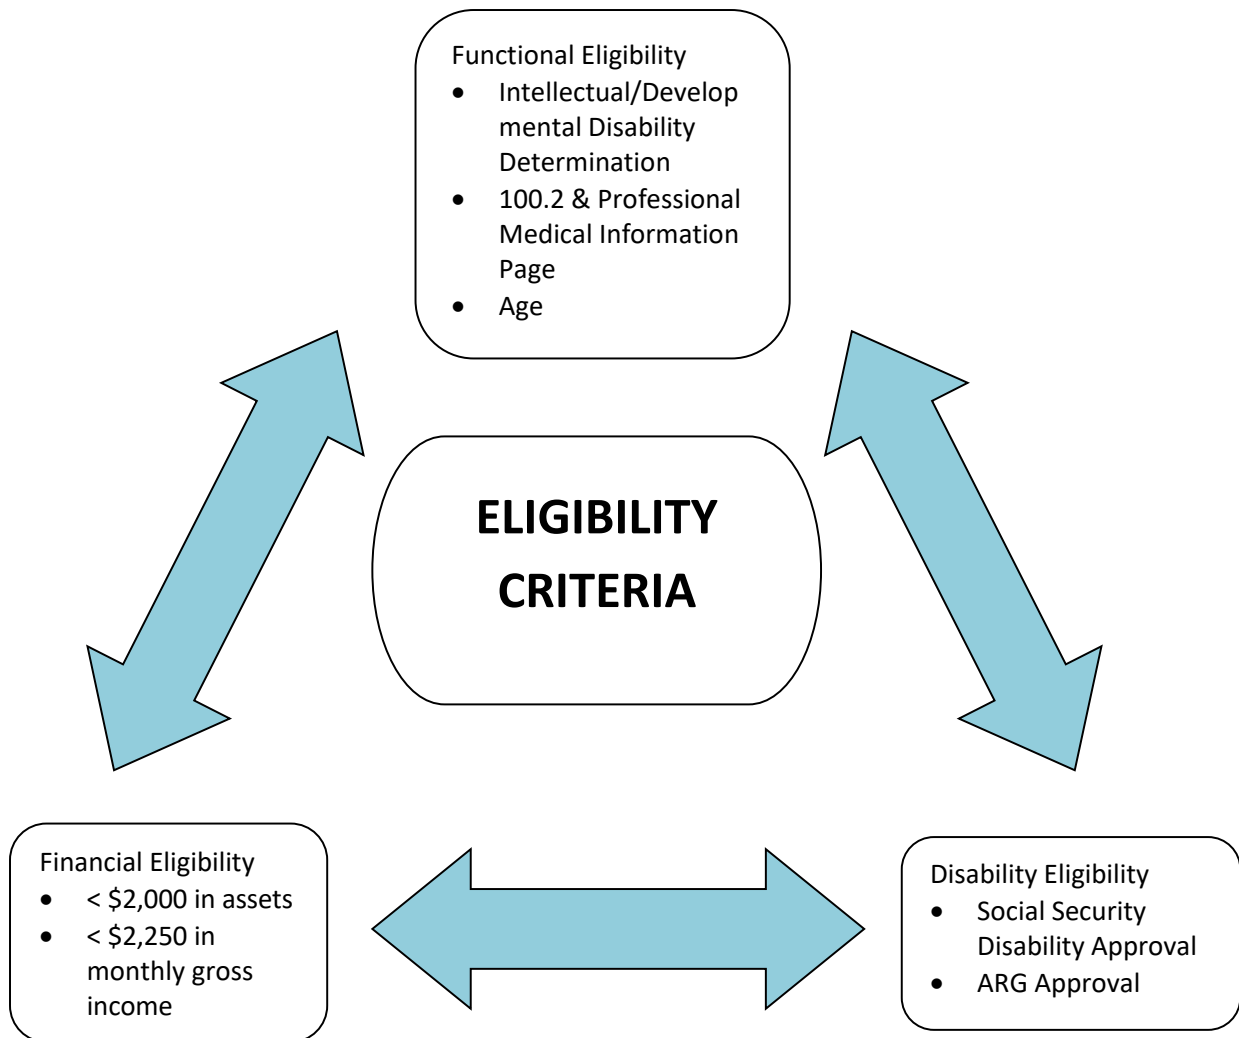 Functional Eligibility
• Intellectual/Develop
mental Disability
Determination
• 100.2 & Professional
Medical Information
Page
• Age
ELIGIBILITY
CRITERIA
Financial Eligibility
• < $2,000 in assets
• < $2,250 in
monthly gross
income
Disability Eligibility
• Social Security
Disability Approval
• ARG Approval